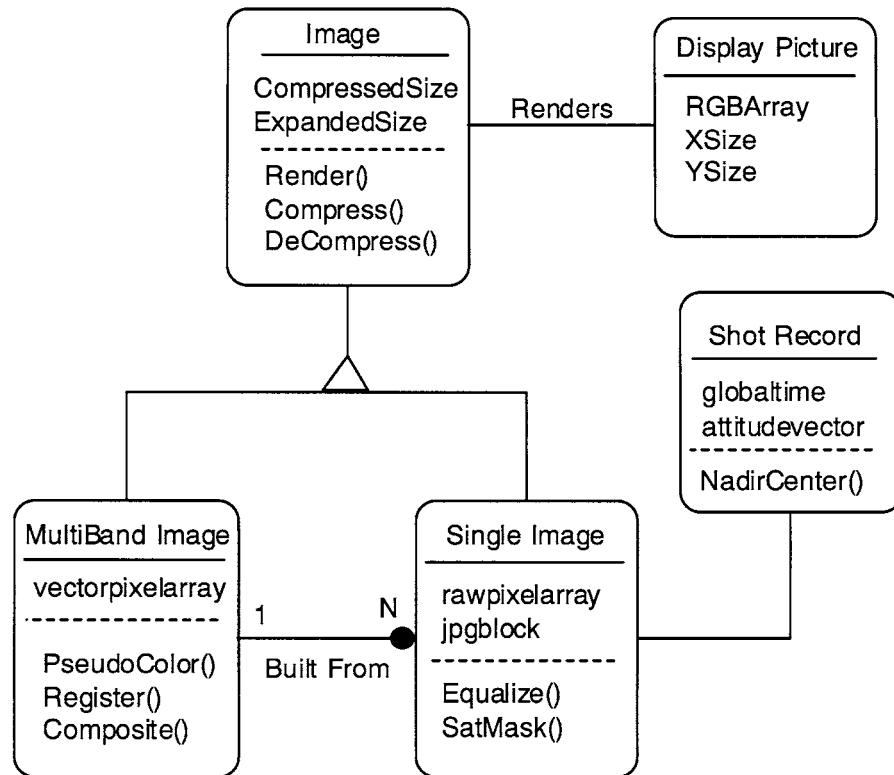 Image
CompressedSize
ExpandedSize
Render()
Compress()
DeCompress()
Renders
Display Picture
RGBArray
XSize
YSize
Shot Record
globaltime
attitudevector
NadirCenter()
MultiBand Image
vectorpixelarray
PseudoColor()
Register()
Composite()
1
N
Built From
Single Image
rawpixelarray
jpgblock
Equalize()
SatMask()